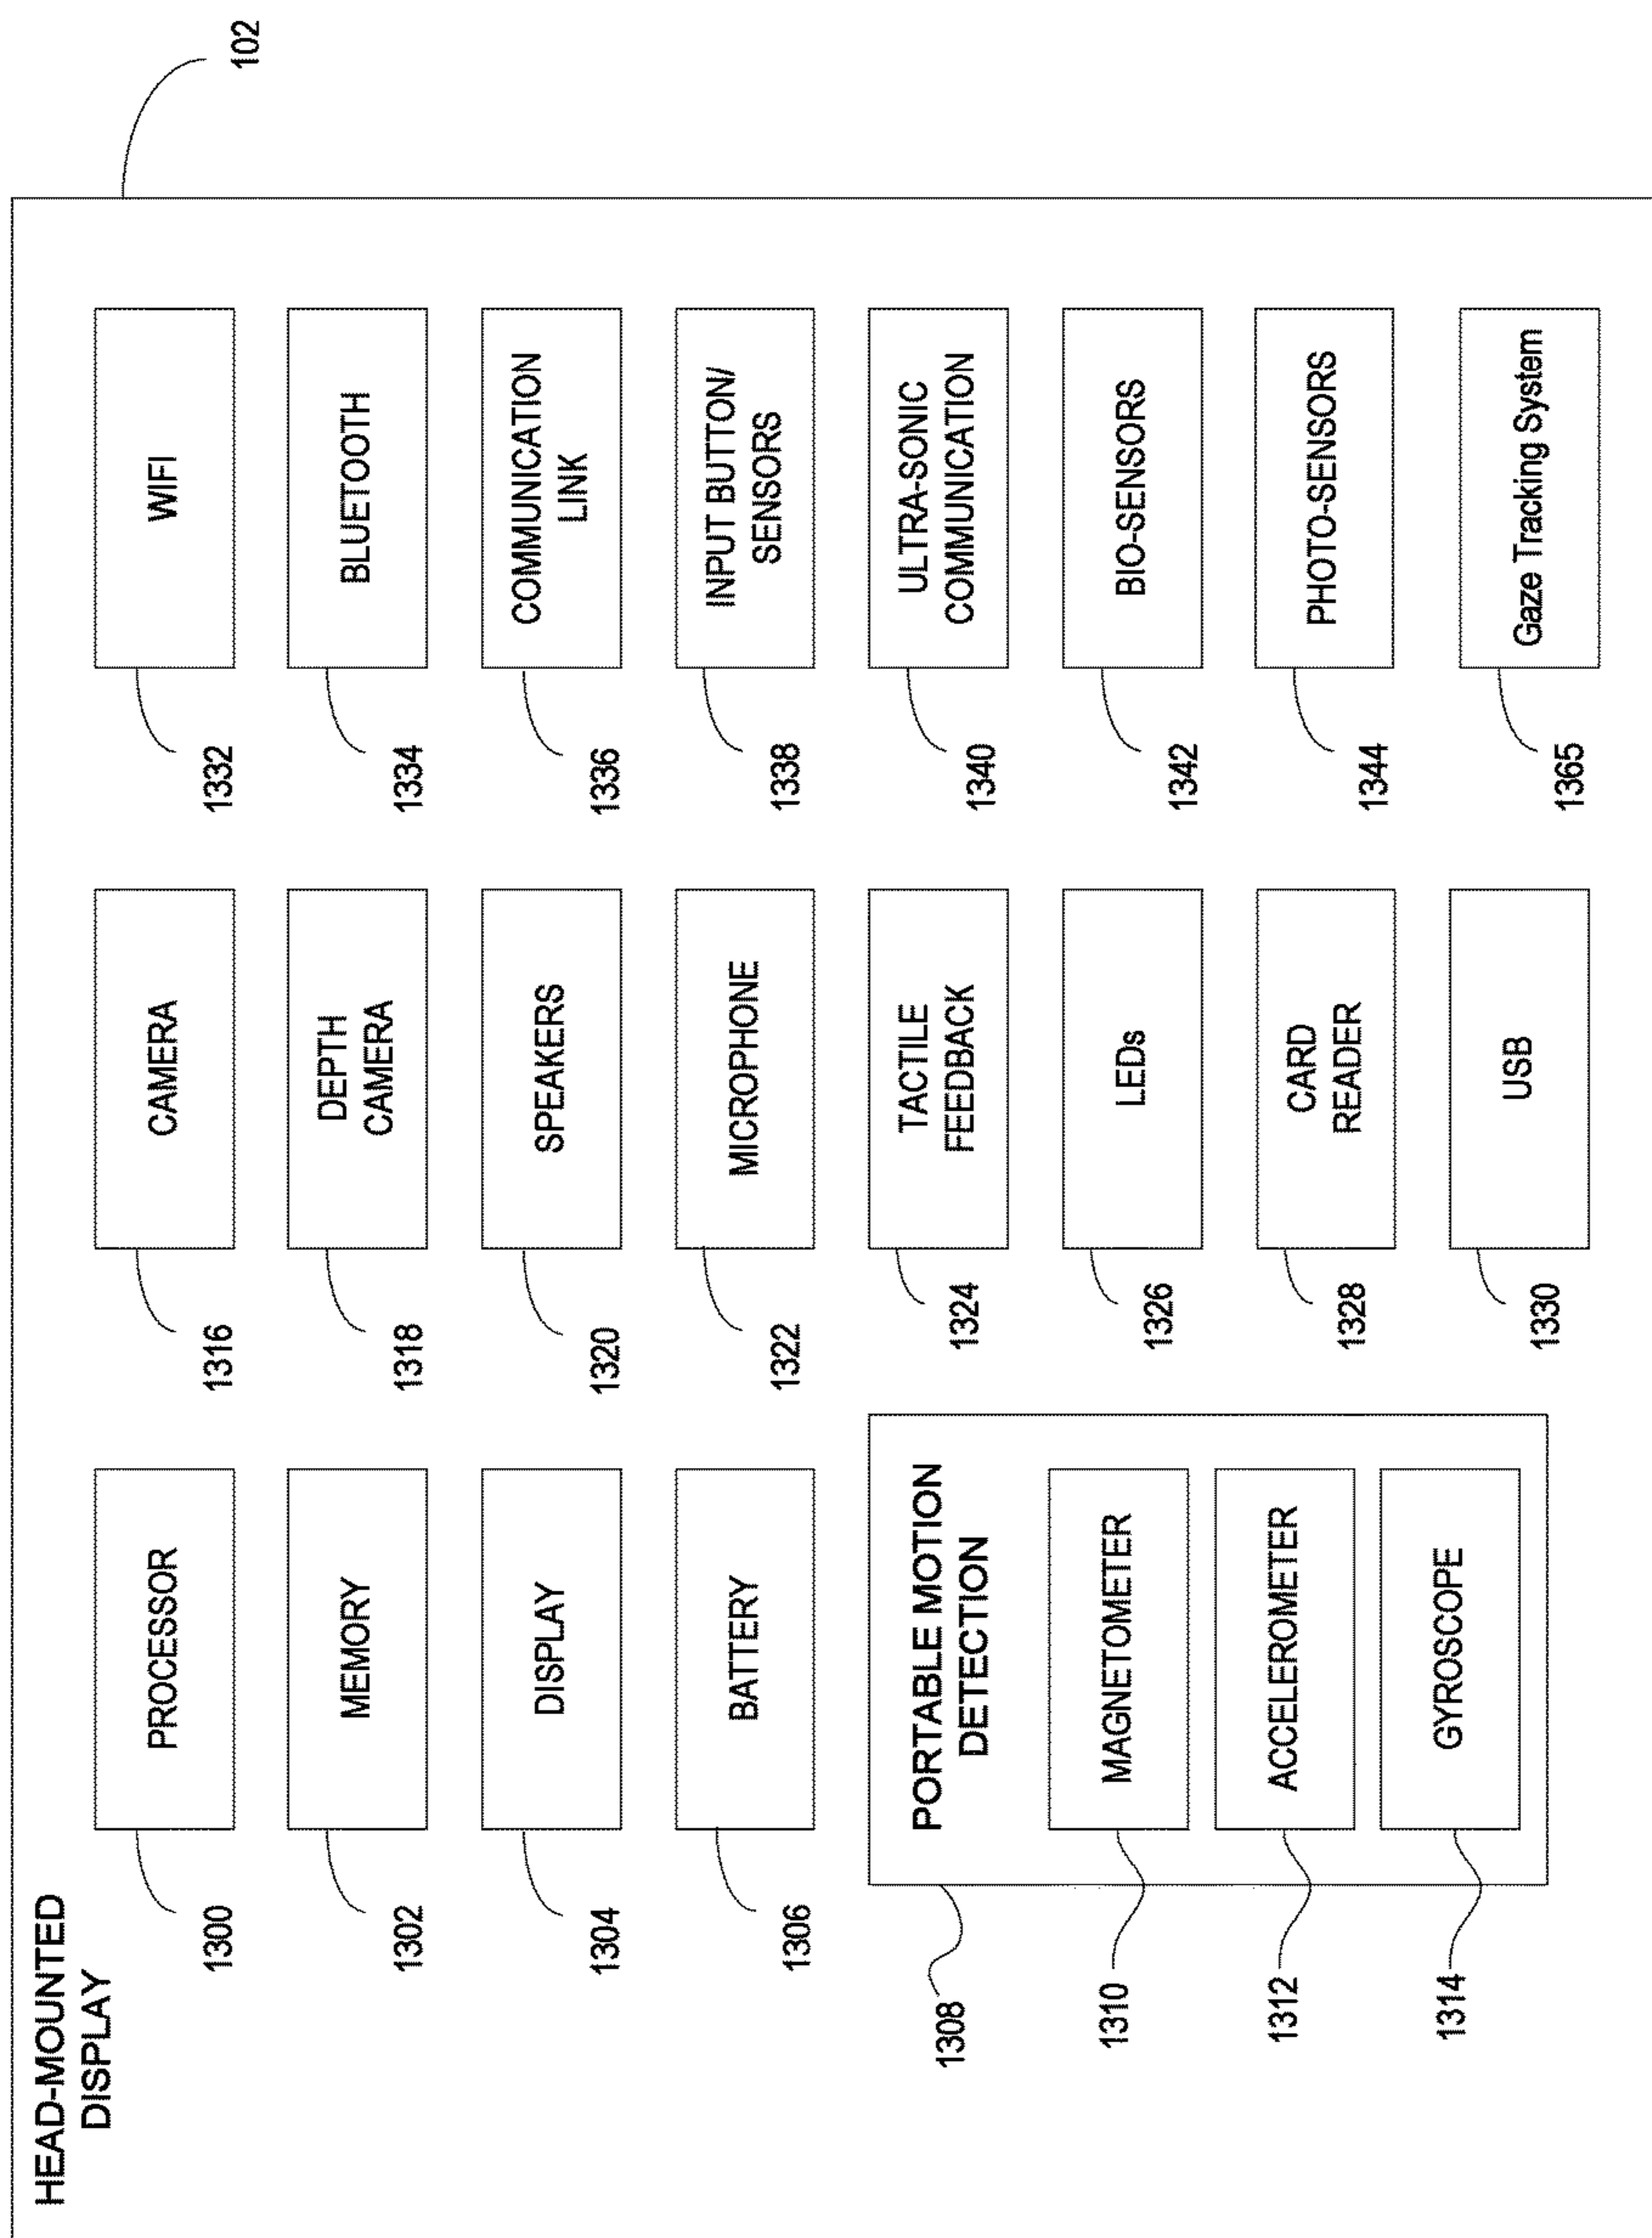 HEAD-MOUNTED
DISPLAY
102
1300
PROCESSOR
1302
MEMORY
1304
DISPLAY
1306
BATTERY
1308
PORTABLE MOTION
DETECTION
1310
MAGNETOMETER
1312
ACCELEROMETER
1314
GYROSCOPE
1316
CAMERA
1318
DEPTH
CAMERA
1320
SPEAKERS
1322
MICROPHONE
1324
TACTILE
FEEDBACK
1326
LEDs
1328
CARD
READER
1330
USB
1332
WIFI
1334
BLUETOOTH
1336
COMMUNICATION
LINK
1338
INPUT BUTTON/
SENSORS
1340
ULTRA-SONIC
COMMUNICATION
1342
BIO-SENSORS
1344
PHOTO-SENSORS
1365
Gaze Tracking System